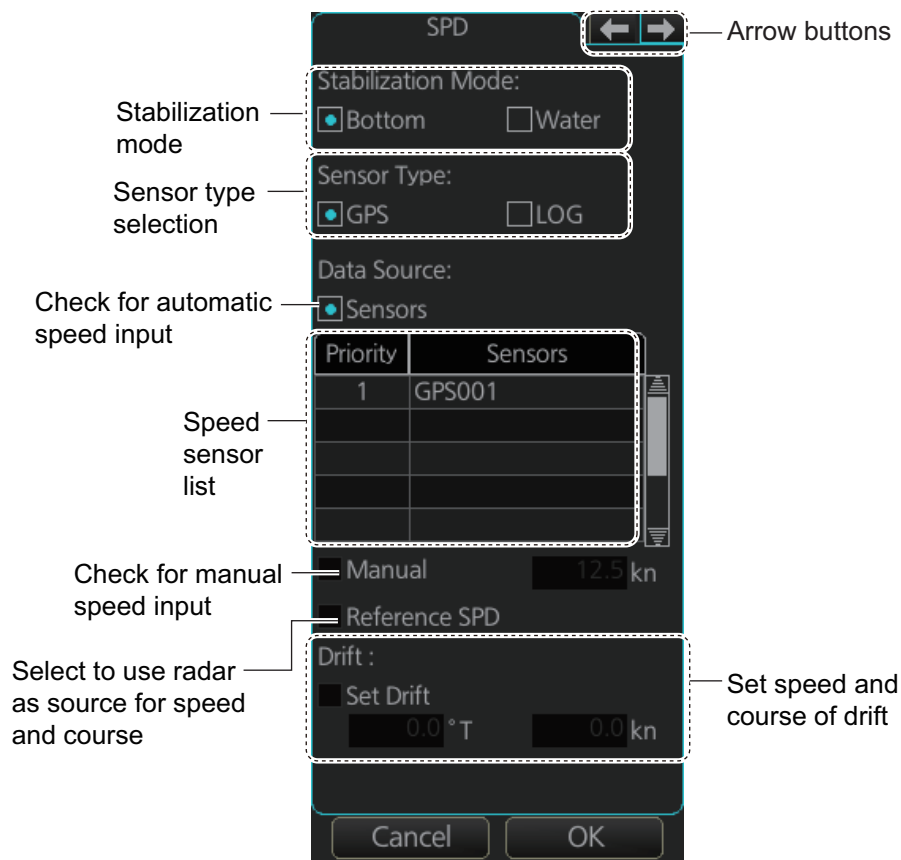 SPD
Arrow buttons
Stabilization Mode:
Bottom Water
Stabilization
mode
Sensor Type:
GPS LOG
Sensor type
selection
Data Source:
Sensors
Check for automatic
speed input
Priority Sensors
1 GPS001
Speed
sensor
list
Manual 12.5 kn
Check for manual
speed input
Reference SPD
Select to use radar
as source for speed
and course
Drift :
Set Drift
0.0 °T 0.0 kn
Set speed and
course of drift
Cancel OK